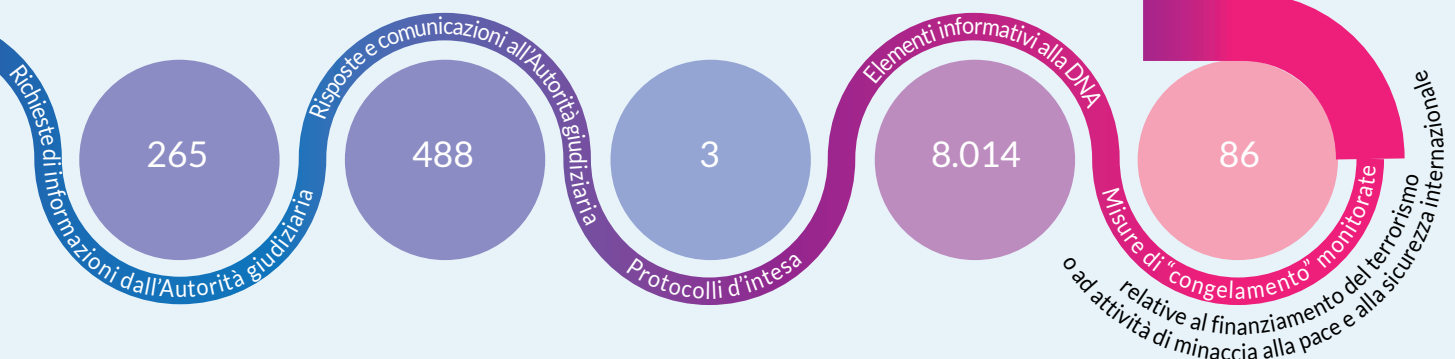 Richieste di informazioni dall'Autorità giudiziaria
265
Risposte e comunicazioni all'Autorità giudiziaria
488
Protocolli d'intesa
3
Elementi informativi alla DNA
8.014
Misure di “congelamento” monitorate
relative al finanziamento del terrorismo
o ad attività di minaccia alla pace e alla sicurezza internazionale
86